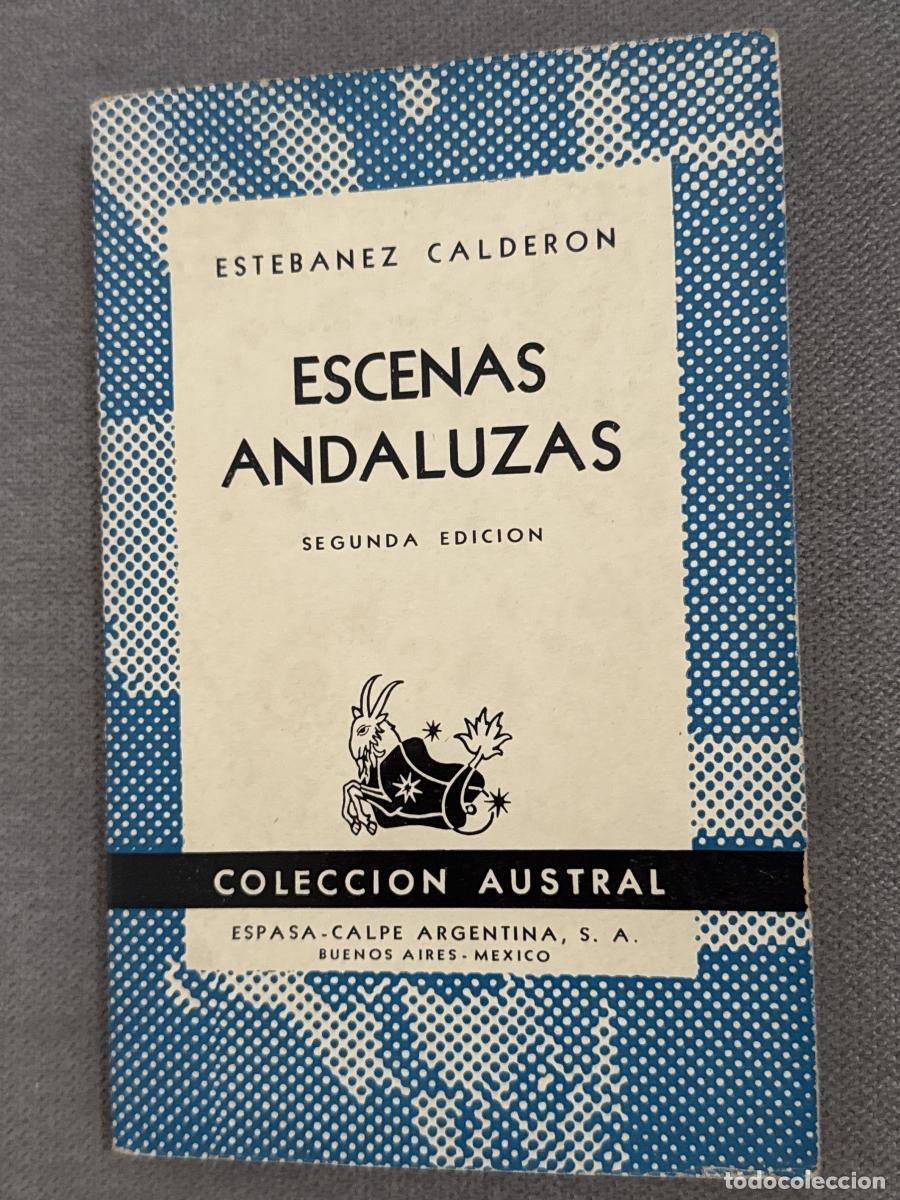 ESTEBANEZ CALDERON
ESCENAS
ANDALUZAS
SEGUNDA EDICION
COLECCION AUSTRAL
ESPASA-CALPE ARGENTINA, S. A.
BUENOS AIRES - MEXICO
todocoleccion